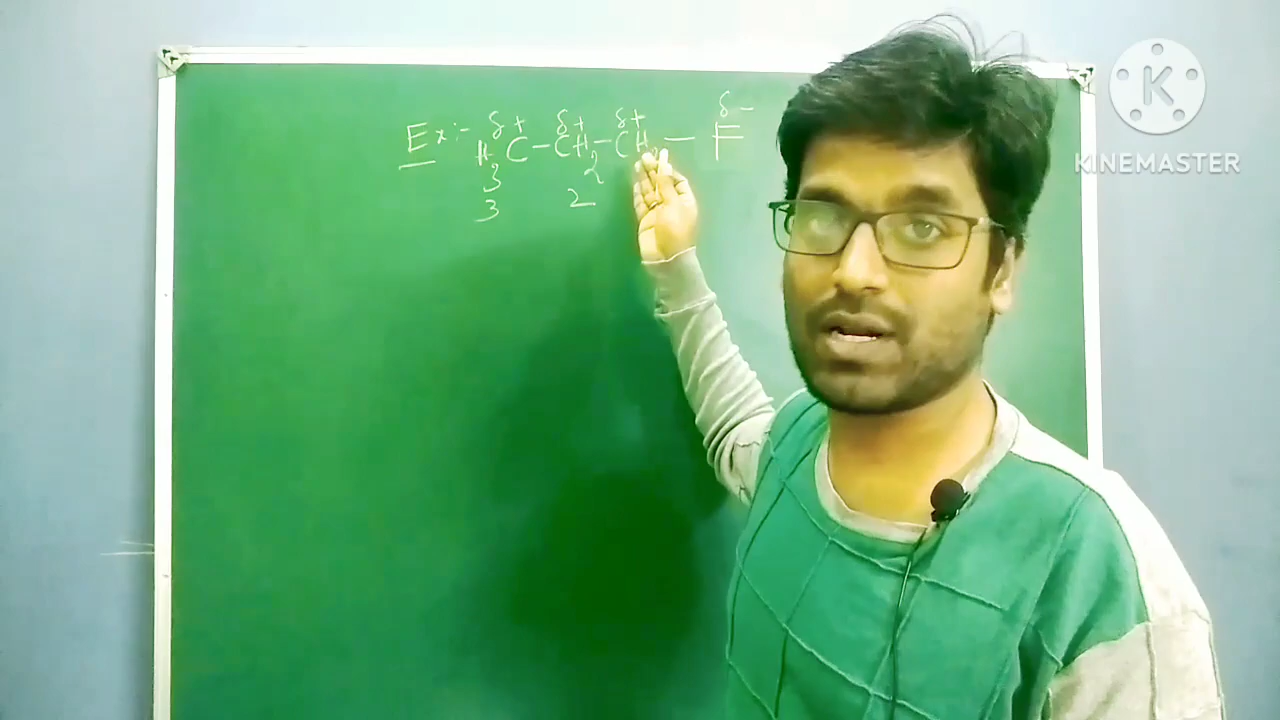 δ+ δ+ δ+ δ-
Ex:- H3C-CH2-CH2-F
3 2
K
KINEMASTER